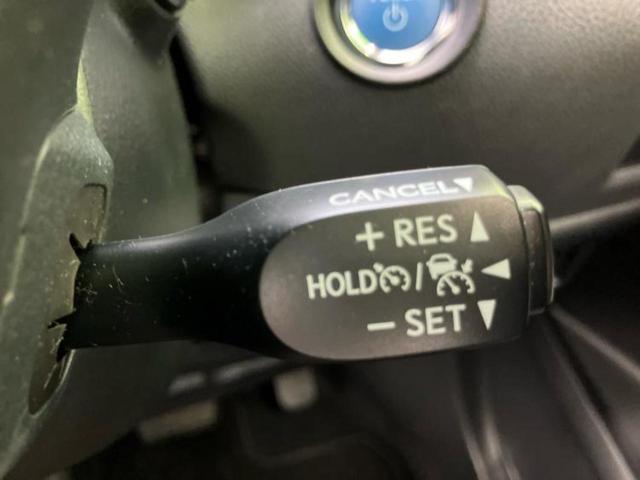 CANCEL▼
+ RES ▲
HOLD / ◀
− SET ▼